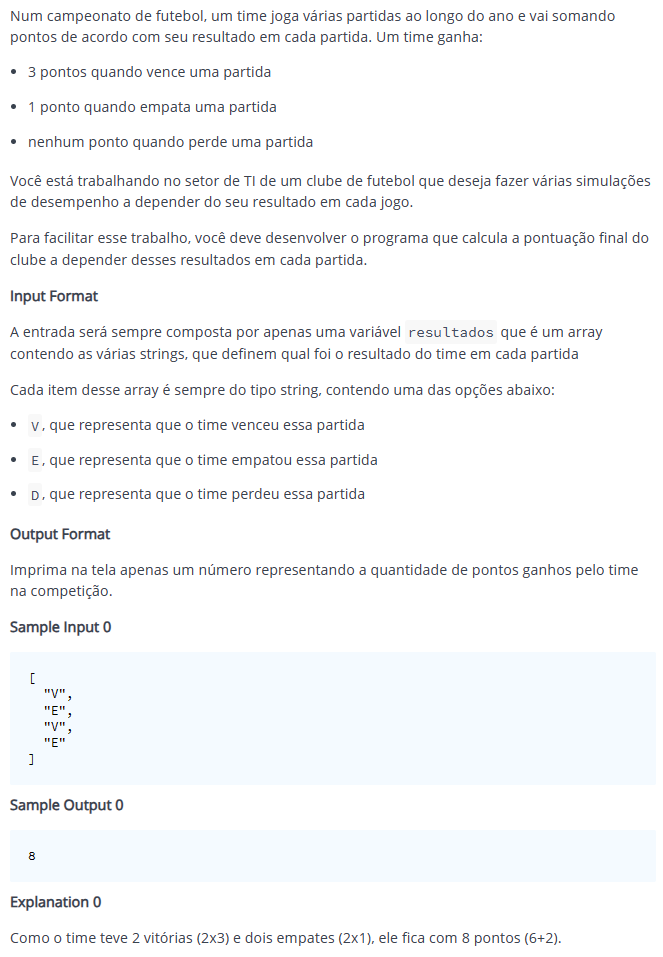 Num campeonato de futebol, um time joga várias partidas ao longo do ano e vai somando
pontos de acordo com seu resultado em cada partida. Um time ganha:
• 3 pontos quando vence uma partida
• 1 ponto quando empata uma partida
• nenhum ponto quando perde uma partida
Você está trabalhando no setor de TI de um clube de futebol que deseja fazer várias simulações
de desempenho a depender do seu resultado em cada jogo.
Para facilitar esse trabalho, você deve desenvolver o programa que calcula a pontuação final do
clube a depender desses resultados em cada partida.
Input Format
A entrada será sempre composta por apenas uma variável resultados que é um array
contendo as várias strings, que definem qual foi o resultado do time em cada partida
Cada item desse array é sempre do tipo string, contendo uma das opções abaixo:
• V, que representa que o time venceu essa partida
• E, que representa que o time empatou essa partida
• D, que representa que o time perdeu essa partida
Output Format
Imprima na tela apenas um número representando a quantidade de pontos ganhos pelo time
na competição.
Sample Input 0
[
"V",
"E",
"V",
"E"
]
Sample Output 0
8
Explanation 0
Como o time teve 2 vitórias (2x3) e dois empates (2x1), ele fica com 8 pontos (6+2).